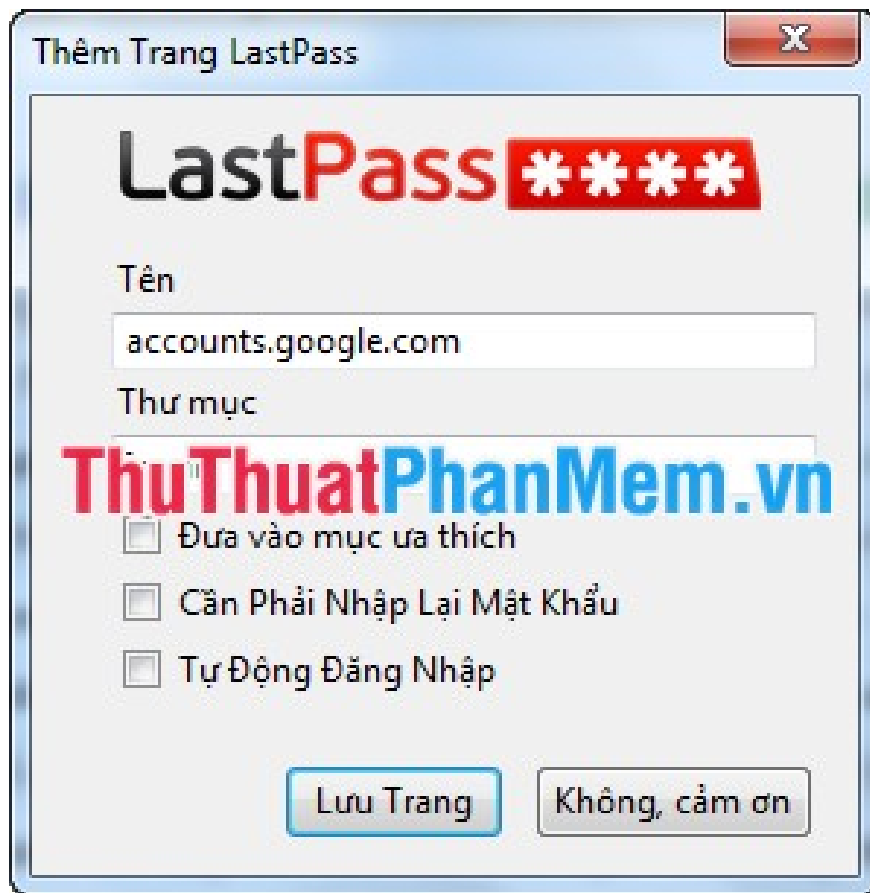 Thêm Trang LastPass
LastPass ****
Tên
accounts.google.com
Thư mục
ThuThuatPhanMem.vn
Đưa vào mục ưa thích
Cần Phải Nhập Lại Mật Khẩu
Tự Động Đăng Nhập
Lưu Trang
Không, cảm ơn